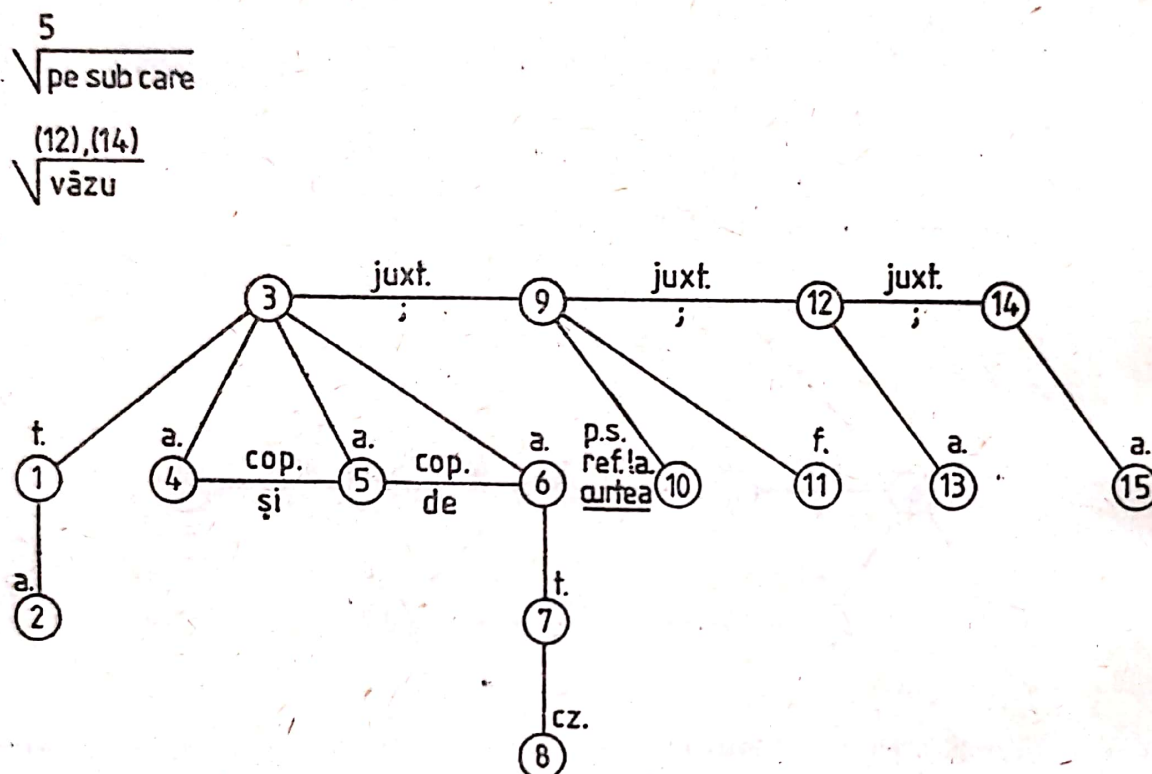 5
pe sub care
(12),(14)
văzu
juxt. juxt. juxt.
3 9 12 14
; ; ;
t. a. cop. a. cop. a. p.s. f. a. a.
ref. la
1 4 5 6 curtea 10 11 13 15
și de
a. t.
2 7
cz.
8